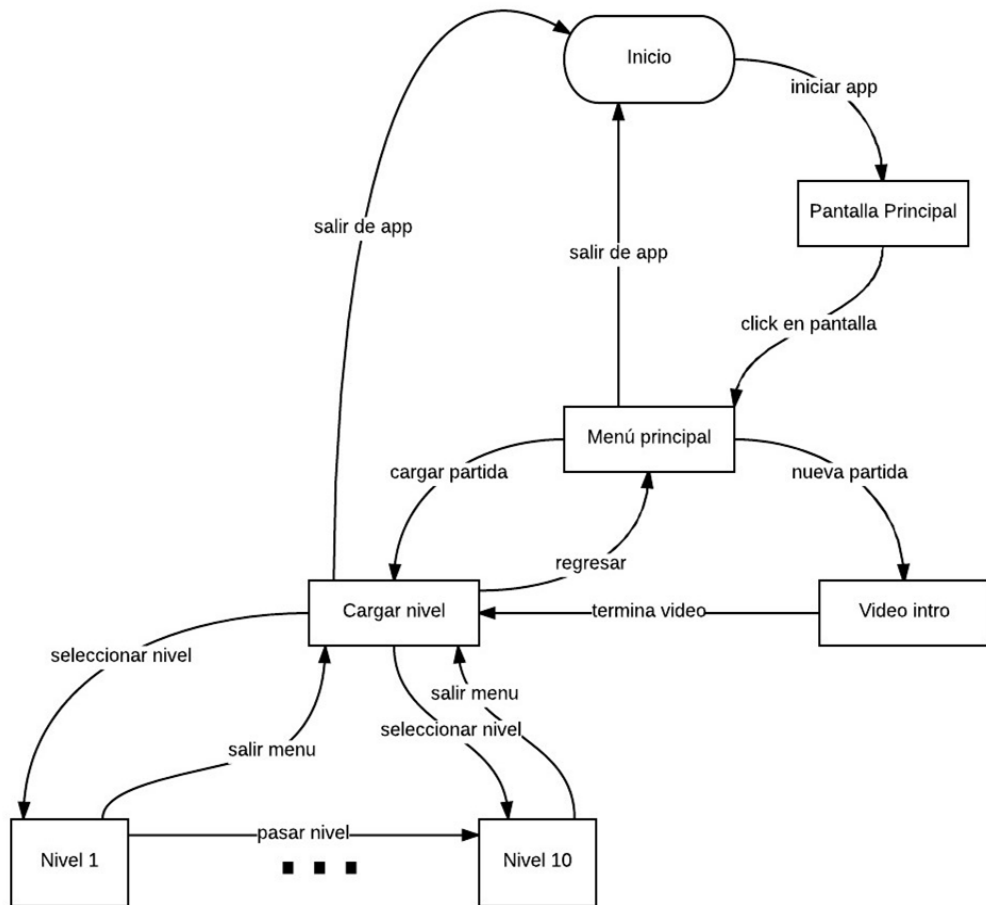 Inicio
iniciar app
Pantalla Principal
salir de app
salir de app
click en pantalla
Menú principal
cargar partida
nueva partida
regresar
Cargar nivel
termina video
Video intro
seleccionar nivel
salir menu
seleccionar nivel
salir menu
pasar nivel
Nivel 1
Nivel 10